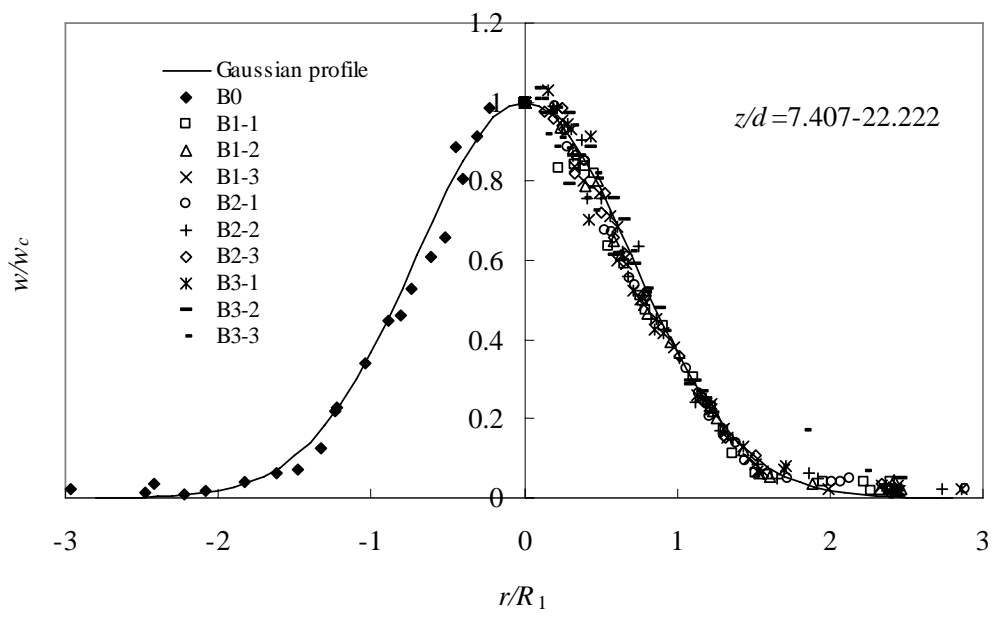 1.2
Gaussian profile
B0
B1-1
B1-2
B1-3
B2-1
B2-2
B2-3
B3-1
B3-2
B3-3
z/d =7.407-22.222
1
0.8
0.6
0.4
0.2
0
w/wc
-3 -2 -1 0 1 2 3
r/R1